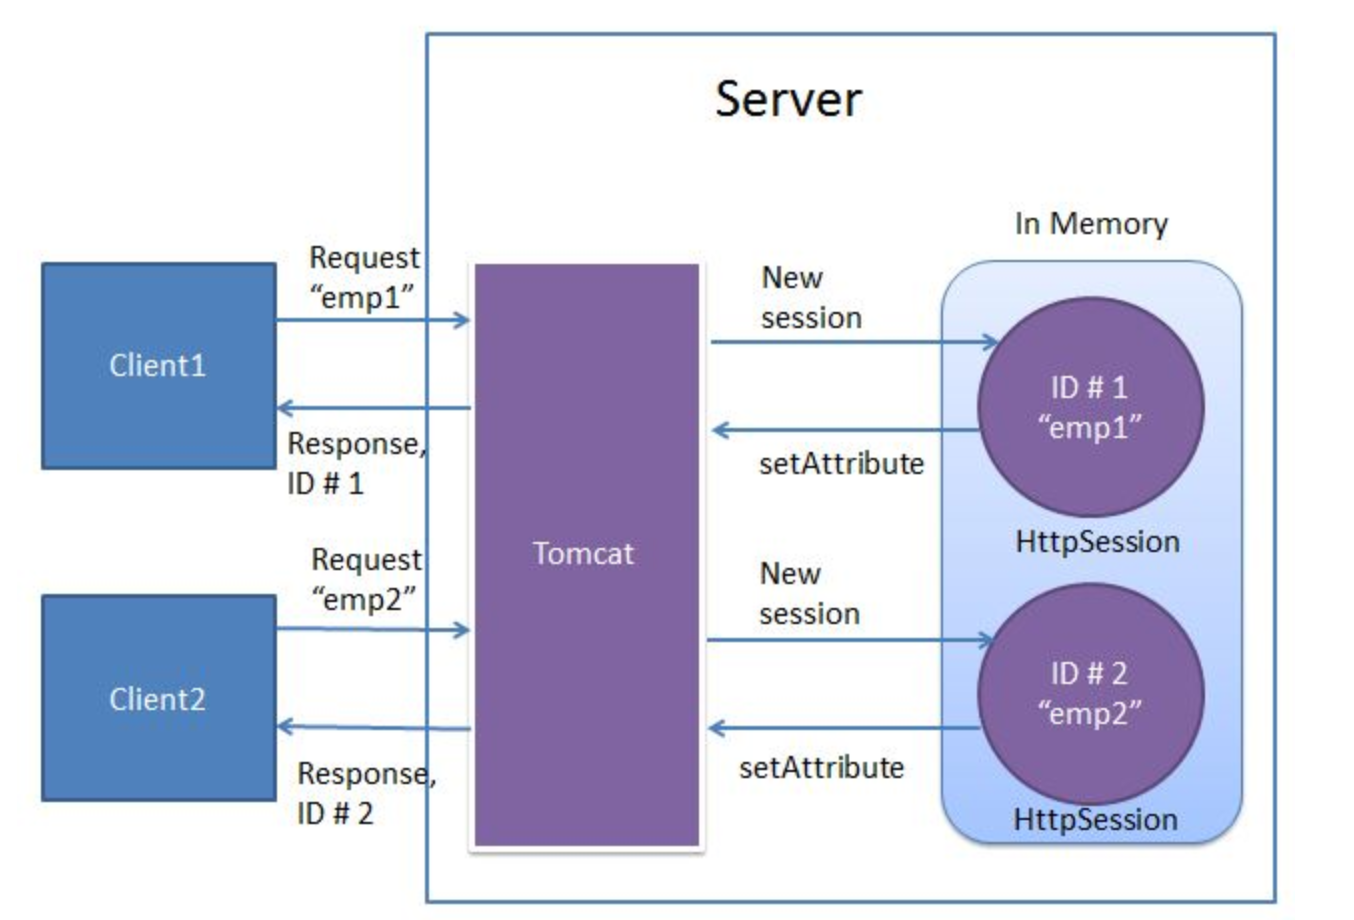 Server
In Memory
Request
“emp1”
New
session
Client1
ID # 1
“emp1”
Response,
ID # 1
setAttribute
HttpSession
Tomcat
Request
“emp2”
New
session
Client2
ID # 2
“emp2”
Response,
ID # 2
setAttribute
HttpSession